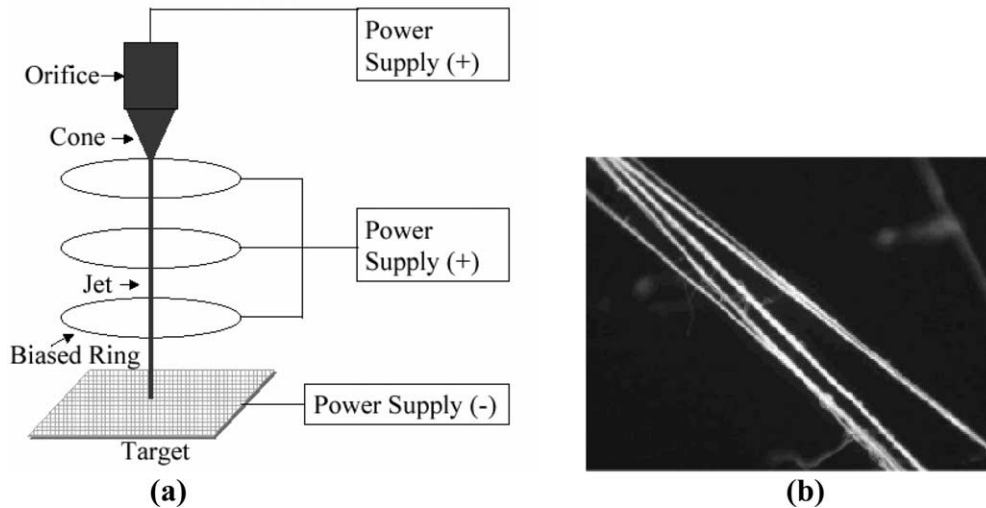 Power
Supply (+)
Orifice
Cone
Power
Supply (+)
Jet
Biased Ring
Power Supply (-)
Target
(a)
(b)